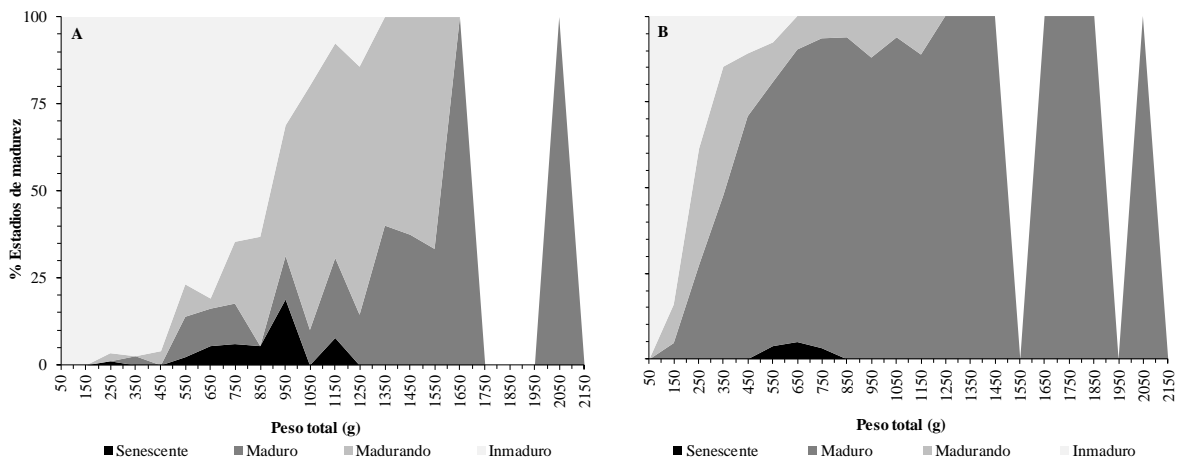 % Estadios de madurez
100
75
50
25
0
A
50 150 250 350 450 550 650 750 850 950 1050 1150 1250 1350 1450 1550 1650 1750 1850 1950 2050 2150
Peso total (g)
Senescente Maduro Madurando Inmaduro
B
50 150 250 350 450 550 650 750 850 950 1050 1150 1250 1350 1450 1550 1650 1750 1850 1950 2050 2150
Peso total (g)
Senescente Maduro Madurando Inmaduro